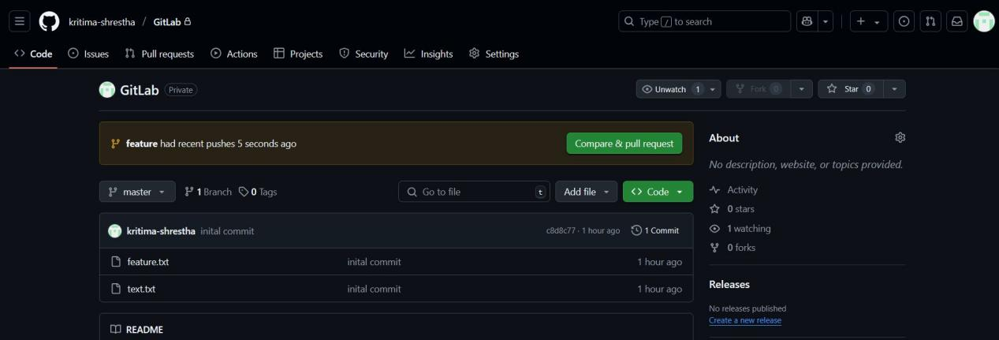 kritima-shrestha / GitLab
Type / to search
Code Issues Pull requests Actions Projects Security Insights Settings
GitLab Private
Unwatch 1 Fork 0 Star 0
feature had recent pushes 5 seconds ago Compare & pull request
master 1 Branch 0 Tags Go to file t Add file Code
kritima-shrestha inital commit c8d8c77 · 1 hour ago 1 Commit
feature.txt inital commit 1 hour ago
text.txt inital commit 1 hour ago
README
About
No description, website, or topics provided.
Activity
0 stars
1 watching
0 forks
Releases
No releases published
Create a new release